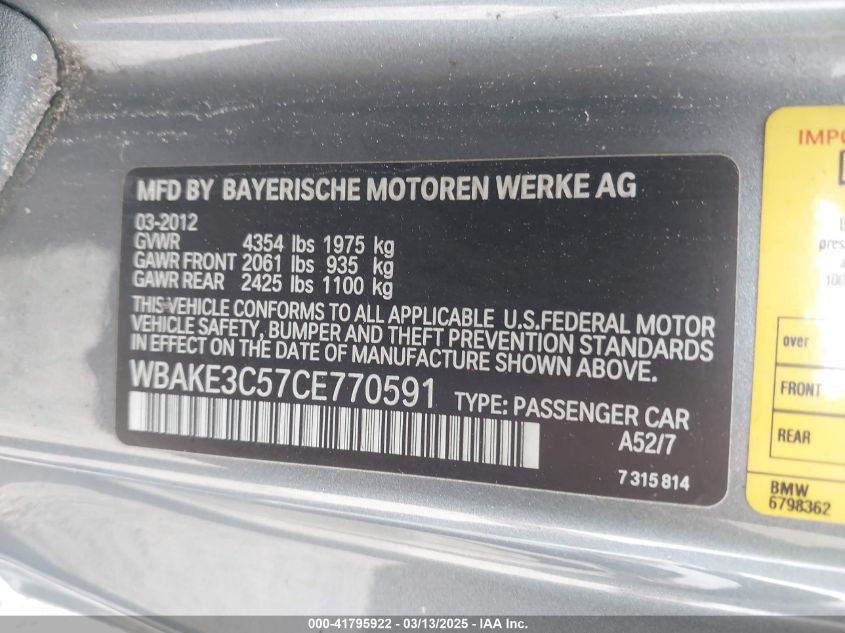 MFD BY BAYERISCHE MOTOREN WERKE AG
03-2012
GVWR 4354 lbs 1975 kg
GAWR FRONT 2061 lbs 935 kg
GAWR REAR 2425 lbs 1100 kg
THIS VEHICLE CONFORMS TO ALL APPLICABLE U.S.FEDERAL MOTOR
VEHICLE SAFETY, BUMPER AND THEFT PREVENTION STANDARDS
IN EFFECT ON THE DATE OF MANUFACTURE SHOWN ABOVE.
WBAKE3C57CE770591 TYPE: PASSENGER CAR
A52/7
7 315 814
IMPO
pres
100
over
FRONT
REAR
BMW
6798362
000-41795922 - 03/13/2025 - IAA Inc.